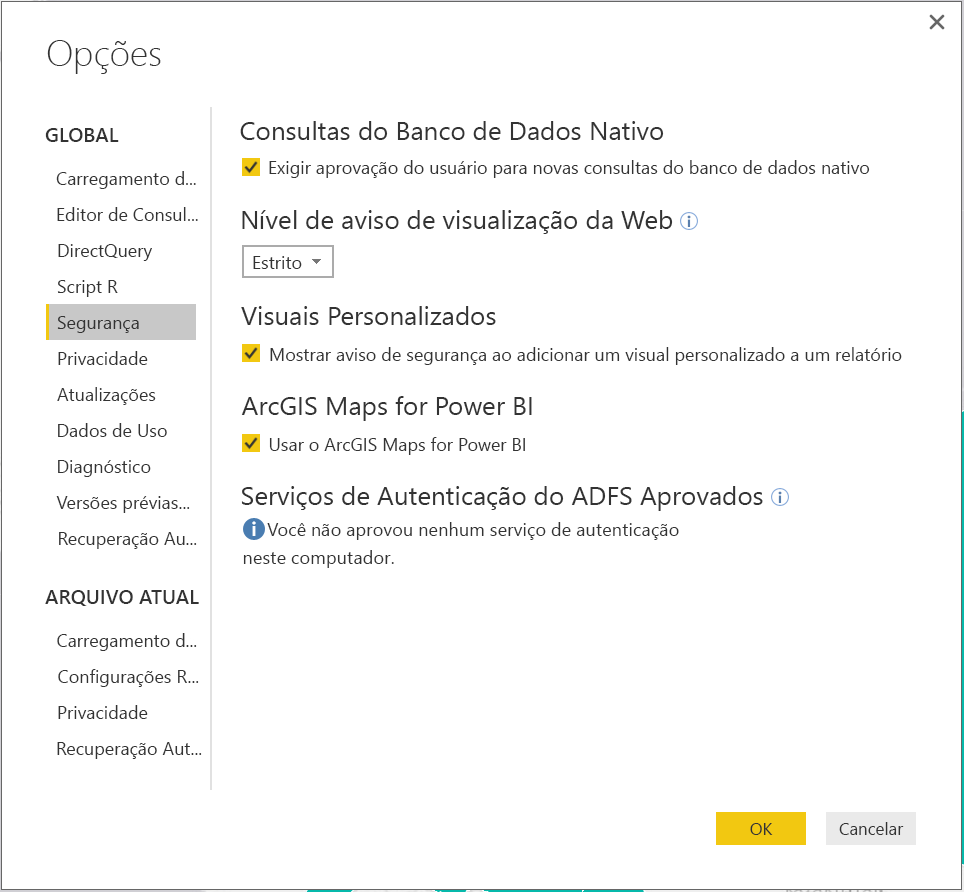 Opções
GLOBAL
Carregamento d...
Editor de Consul...
DirectQuery
Script R
Segurança
Privacidade
Atualizações
Dados de Uso
Diagnóstico
Versões prévias...
Recuperação Au...
ARQUIVO ATUAL
Carregamento d...
Configurações R...
Privacidade
Recuperação Aut...
Consultas do Banco de Dados Nativo
Exigir aprovação do usuário para novas consultas do banco de dados nativo
Nível de aviso de visualização da Web
Estrito
Visuais Personalizados
Mostrar aviso de segurança ao adicionar um visual personalizado a um relatório
ArcGIS Maps for Power BI
Usar o ArcGIS Maps for Power BI
Serviços de Autenticação do ADFS Aprovados
Você não aprovou nenhum serviço de autenticação
neste computador.
OK
Cancelar